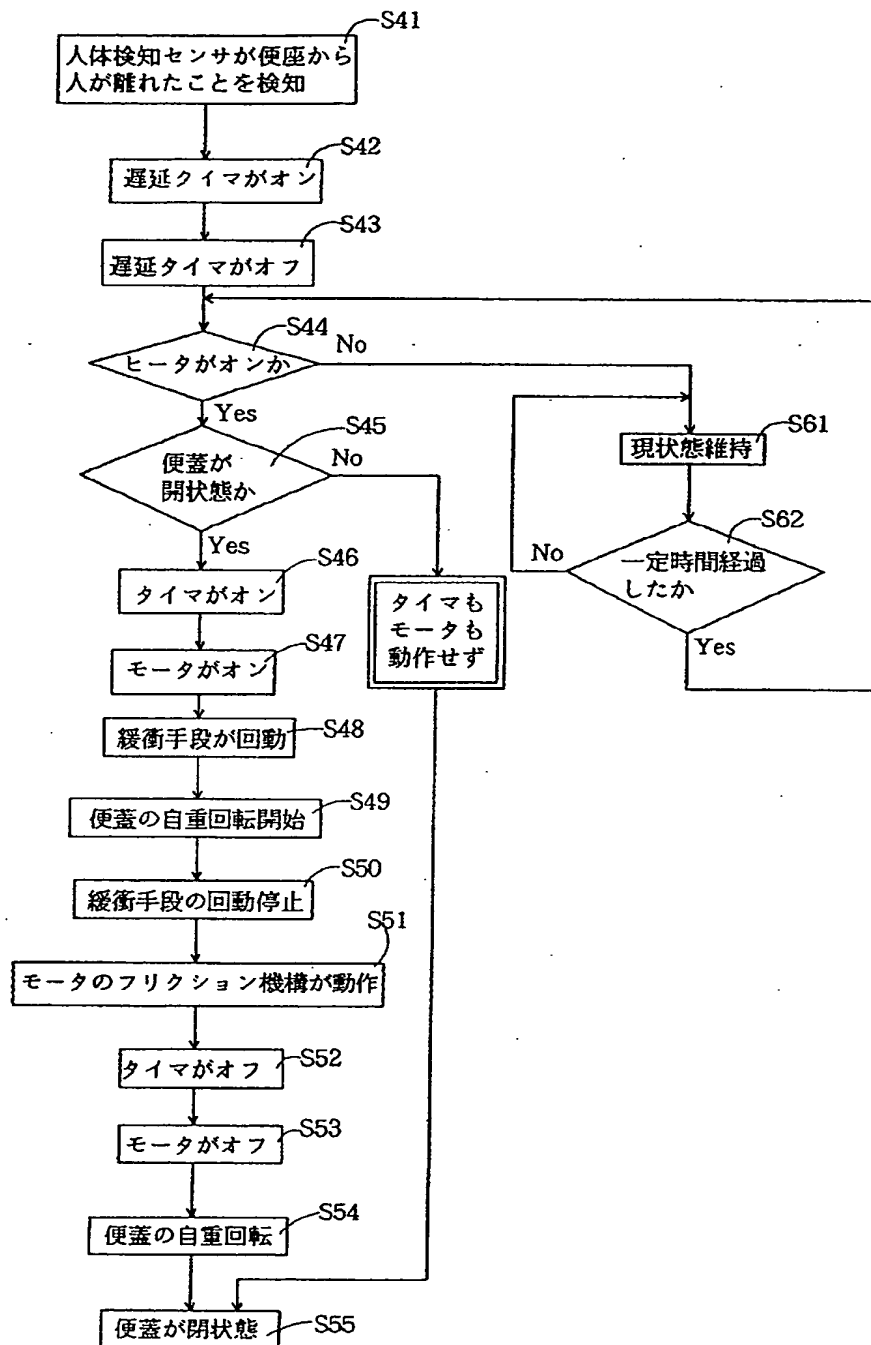 S41
人体検知センサが便座から
人が離れたことを検知
S42
遅延クイマがオン
S43
遅延タイマがオフ
S44
ヒータがオンか
No
Yes
S45
便蓋が
開状態か
No
Yes
S61
現状態維持
S62
一定時間経過
したか
No
Yes
S46
タイマがオン
タイマも
モータも
動作せず
S47
モータがオン
S48
緩衝手段が回動
S49
便蓋の自重回転開始
S50
緩衝手段の回動停止
S51
モータのフリクション機構が動作
S52
タイマがオフ
S53
モータがオフ
S54
便蓋の自重回転
便蓋が閉状態
S55